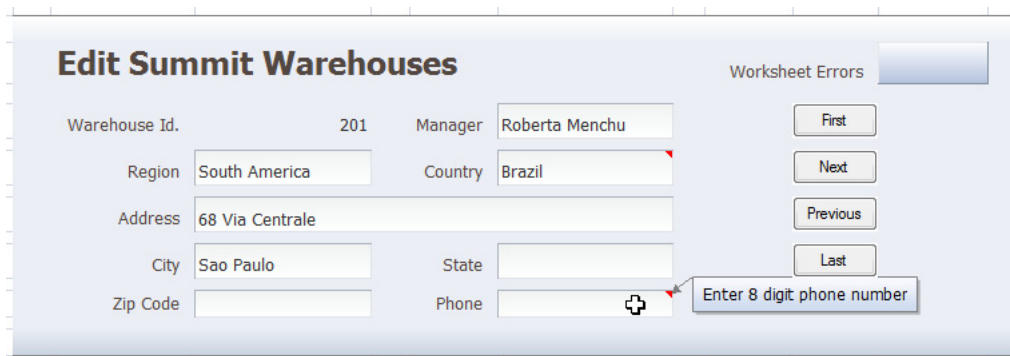 Edit Summit Warehouses
Worksheet Errors
Warehouse Id. 201 Manager Roberta Menchu First
Region South America Country Brazil Next
Address 68 Via Centrale Previous
City Sao Paulo State Last
Zip Code Phone Enter 8 digit phone number